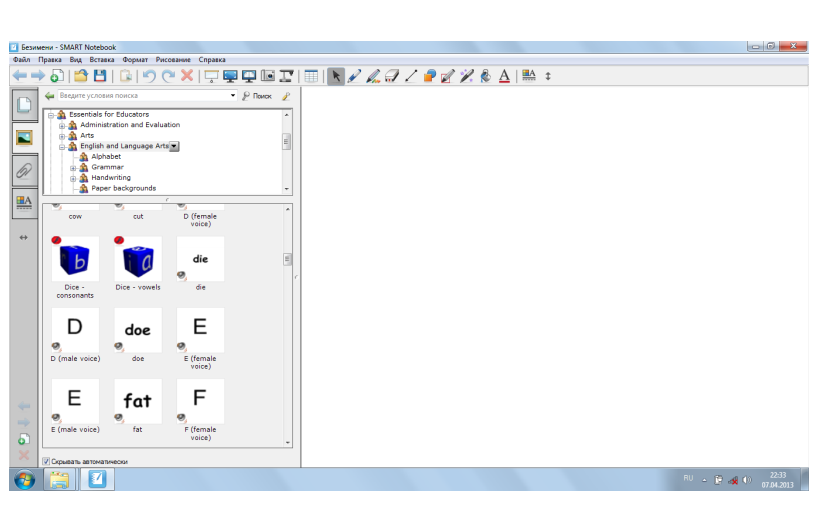 Безимени - SMART Notebook
Файл Правка Вид Вставка Формат Рисование Справка
A
A
Введите условия поиска
Поиск
Essentials for Educators
Administration and Evaluation
Arts
English and Language Arts
Alphabet
Grammar
Handwriting
Paper backgrounds
A
cow
cut
D (female
voice)
b
i a
die
Dice -
consonants
Dice - vowels
die
D
doe
E
D (male voice)
doe
E (female
voice)
E
fat
F
E (male voice)
fat
F (female
voice)
Скрывать автоматически
RU
22:33
07.04.2013